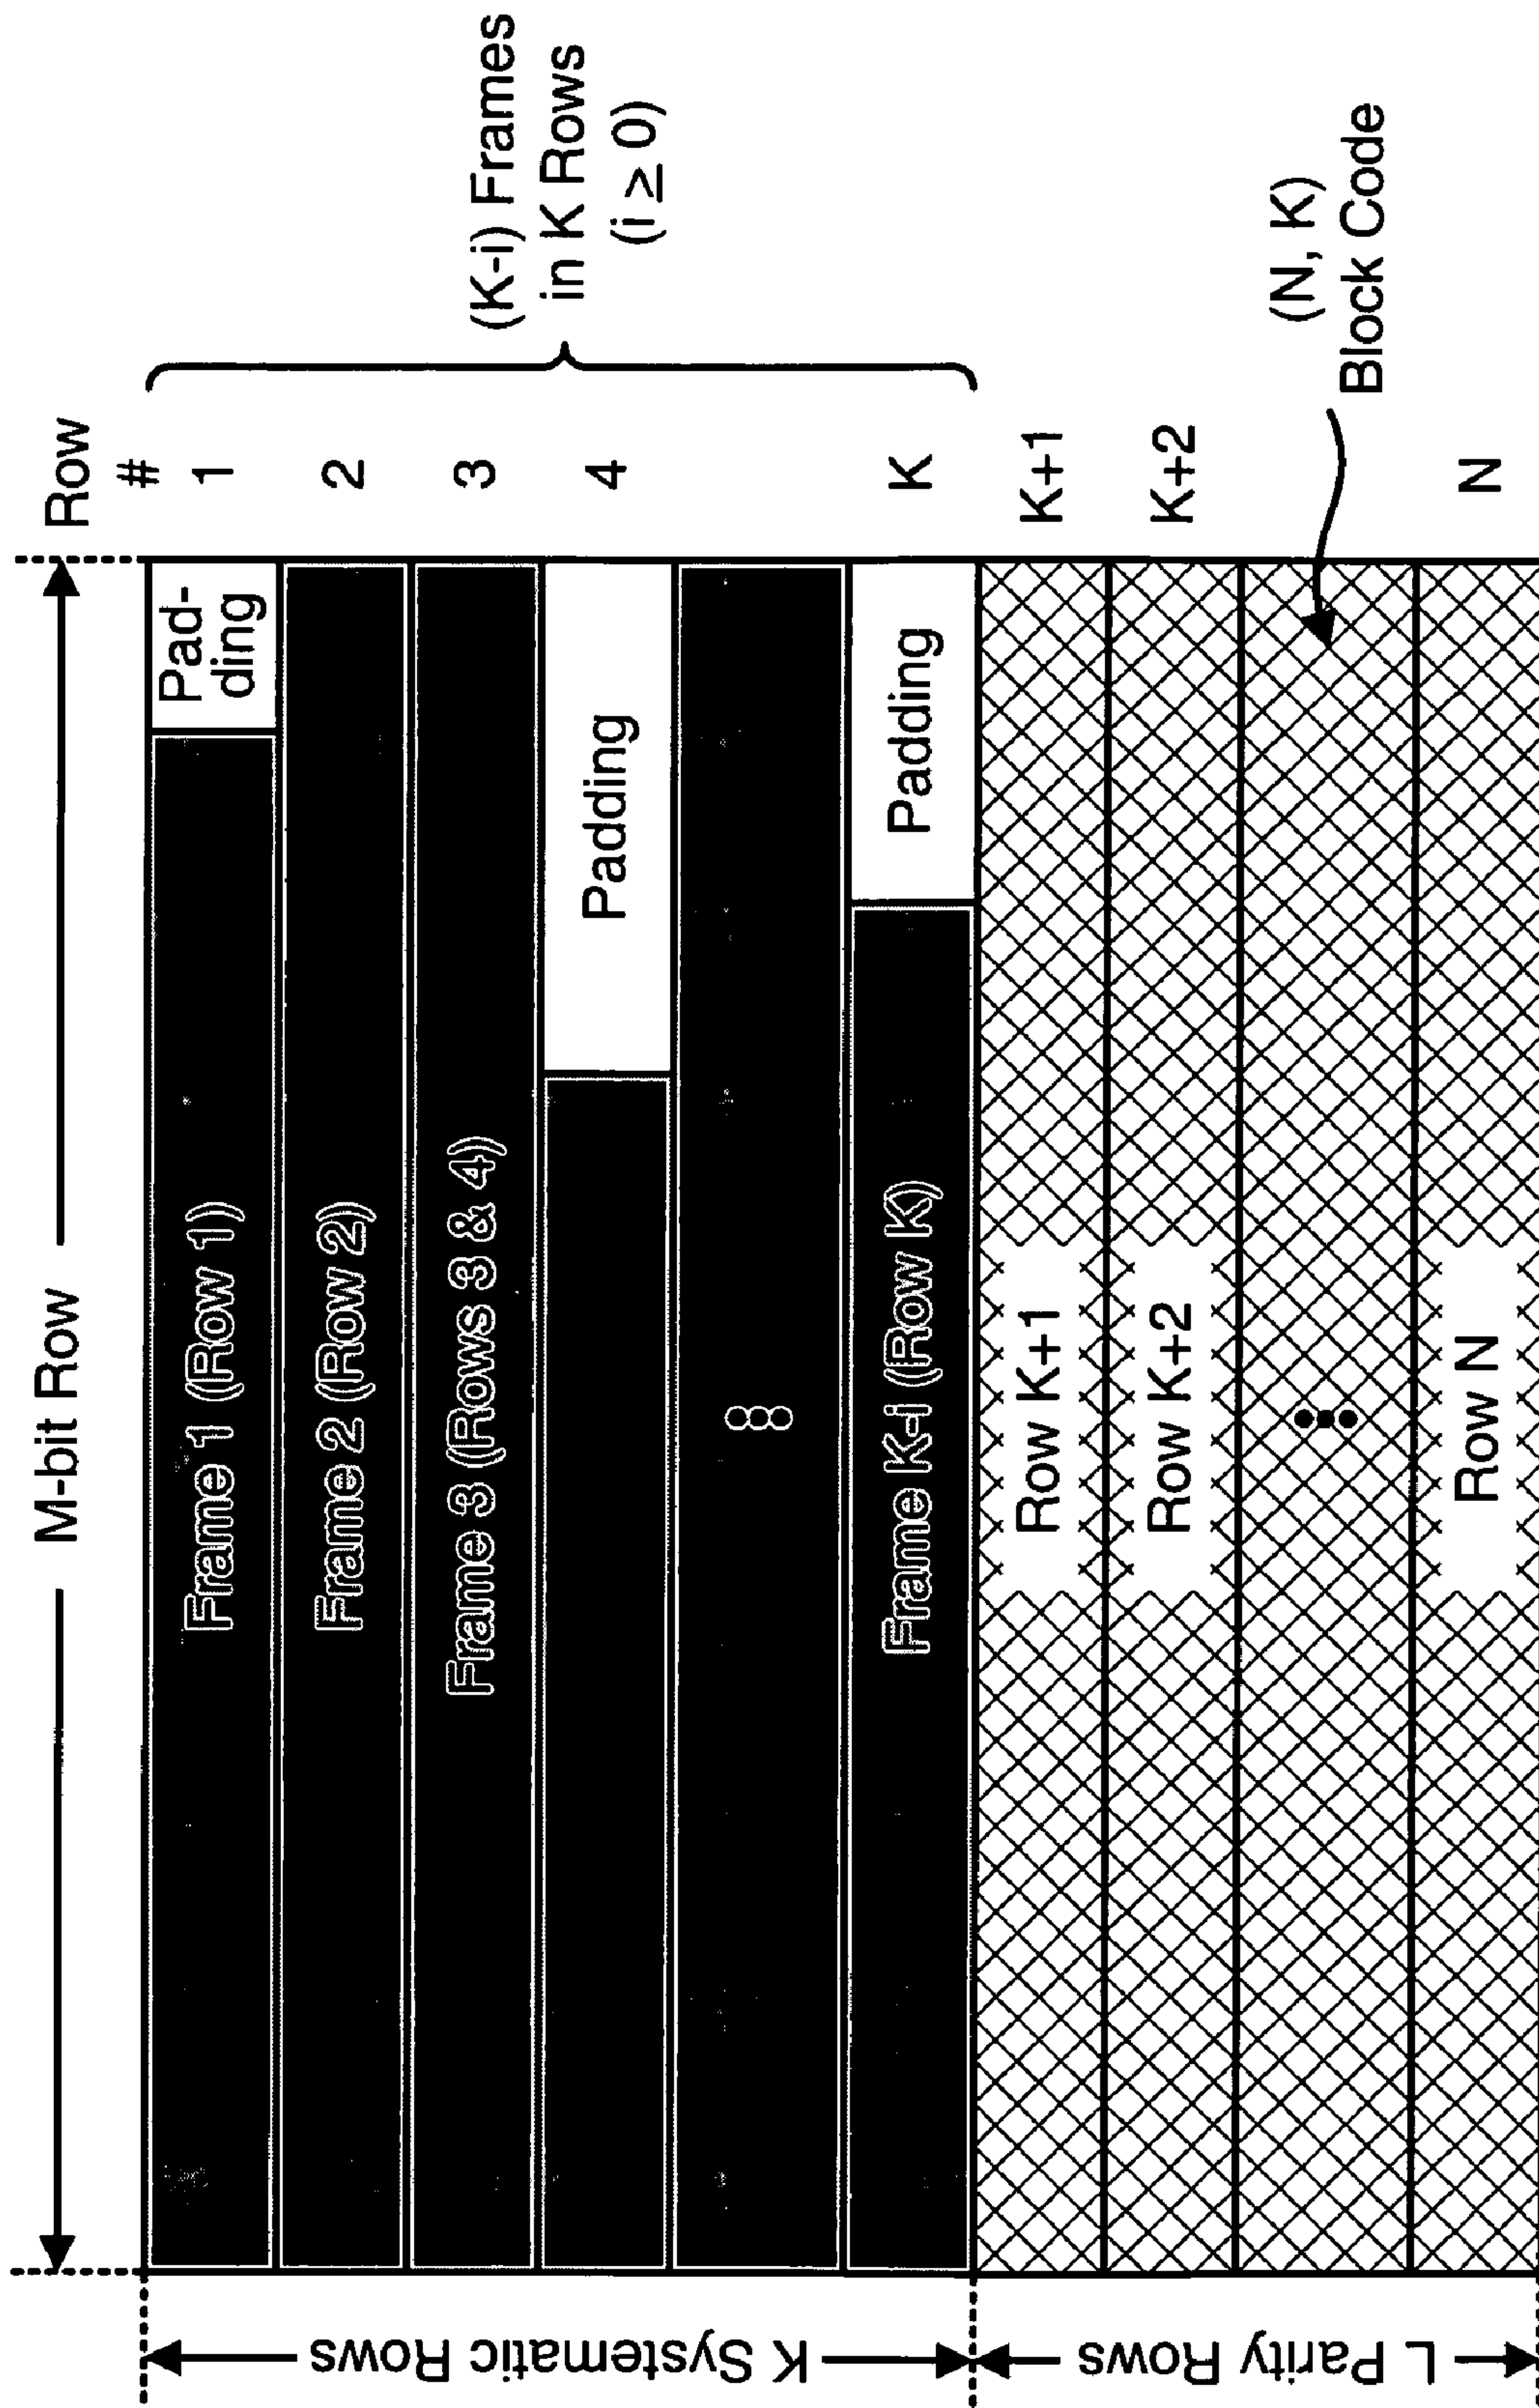 M-bit Row
Row
#
Frame 1 (Row 1)
Pad-
ding
1
Frame 2 (Row 2)
2
Frame 3 (Rows 3 & 4)
3
Padding
4
Frame K-i (Row K)
Padding
K
(K-i) Frames
in K Rows
(i ≥ 0)
Row K+1
K+1
Row K+2
K+2
Row N
N
(N, K)
Block Code
K Systematic Rows
L Parity Rows